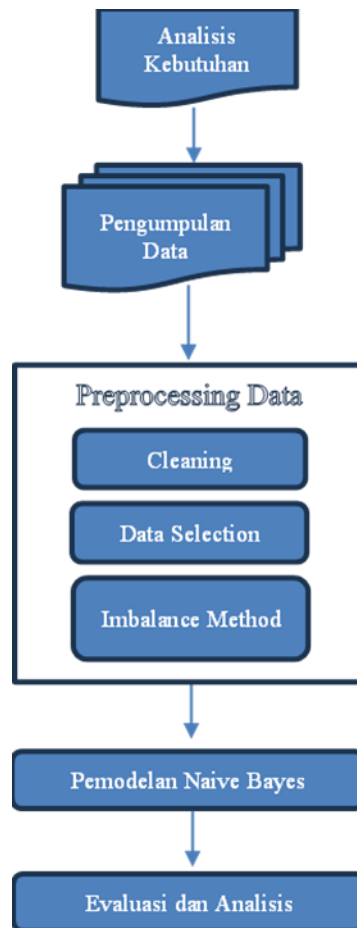 Analisis
Kebutuhan
Pengumpulan
Data
Preprocessing Data
Cleaning
Data Selection
Imbalance Method
Pemodelan Naive Bayes
Evaluasi dan Analisis